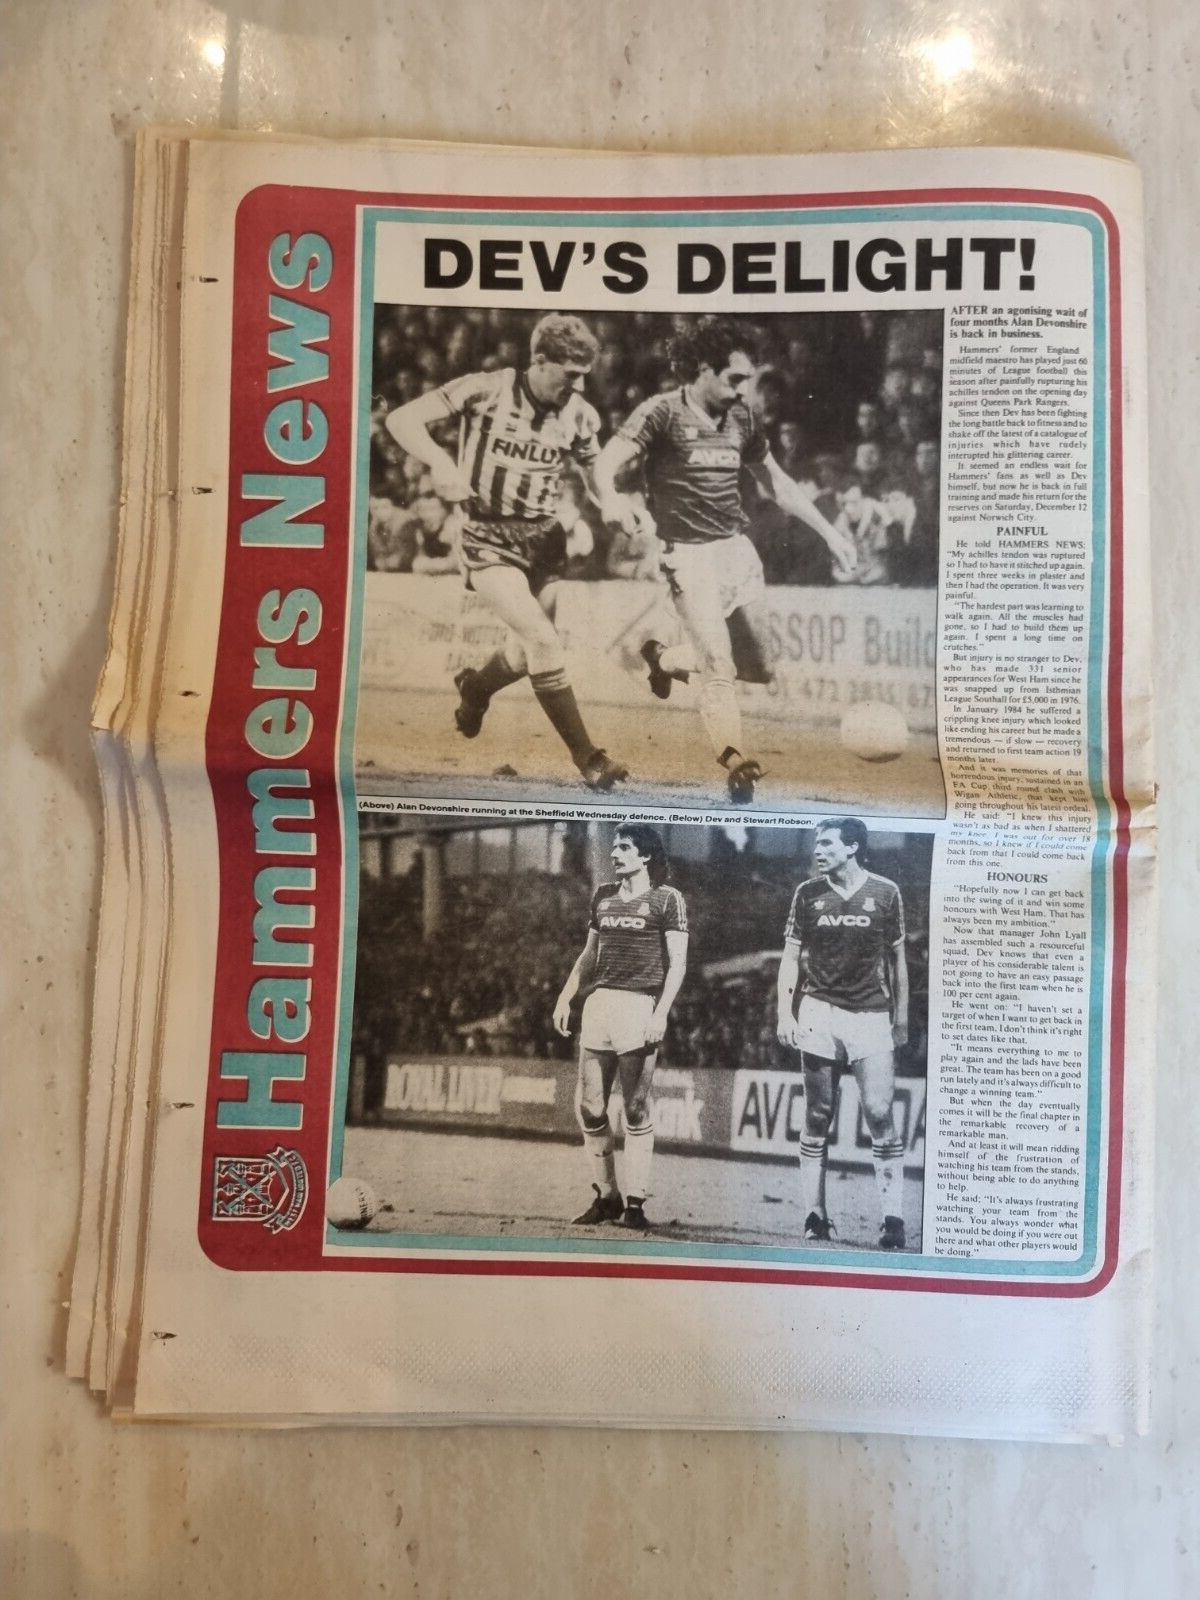 Hammers News
DEV'S DELIGHT!
FINLUX
AVCO
SSOP Build
01 471 2
(Above) Alan Devonshire running at the Sheffield Wednesday defence. (Below) Dev and Stewart Robson.
AVCO
AVCO
ROYAL LIVER
AVCO
AFTER an agonising wait of
four months Alan Devonshire
is back in business.
Hammers' former England
midfield maestro has played just 66
minutes of League football this
season after painfully rupturing his
achilles tendon on the opening day
against Queens Park Rangers.
Since then Dev has been fighting
the long battle back to fitness and to
shake off the latest of a catalogue of
injuries which have rudely
interupted his glittering career.
It seemed an endless wait for
Hammers' fans as well as Dev
himself, but now he is back in full
training and made his return for the
reserves on Saturday, December 12
against Norwich City.
PAINFUL
He told HAMMERS NEWS:
"My achilles tendon was ruptured
so I had to have it stitched up again.
I spent three weeks in plaster and
then I had the operation. It was very
painful.
"The hardest part was learning to
walk again. All the muscles had
gone, so I had to build them up
again. I spent a long time on
crutches."
But injury is no stranger to Dev,
who has made 331 senior
appearances for West Ham since he
was snapped up from Isthmian
League Southall for £5,000 in 1976.
In January 1984 he suffered a
crippling knee injury which looked
like ending his career but he made a
tremendous — if slow — recovery
and returned to first team action 19
months later.
And it was memories of that
horrendous injury, sustained in an
F.A. Cup third round clash with
Wigan Athletic, that kept him
going throughout his latest ordeal.
He said: "I knew this injury
wasn't as bad as when I shattered
my knee. I was out for over 18
months, so I knew if I could come
back from that I could come back
from this one.
HONOURS
"Hopefully now I can get back
into the swing of it and win some
honours with West Ham. That has
always been my ambition."
Now that manager John Lyall
has assembled such a resourceful
squad, Dev knows that even a
player of his considerable talent is
not going to have an easy passage
back into the first team when he is
100 per cent again.
He went on: "I haven't set a
target of when I want to get back in
the first team, I don't think it's right
to set dates like that.
"It means everything to me to
play again and the lads have been
great. The team has been on a good
run lately and it's always difficult to
change a winning team."
But when the day eventually
comes it will be the final chapter in
the remarkable recovery of a
remarkable man.
And at least it will mean ridding
himself of the frustration of
watching his team from the stands,
without being able to do anything
to help.
He said: "It's always frustrating
watching your team from the
stands. You always wonder what
you would be doing if you were out
there and what other players would
be doing."